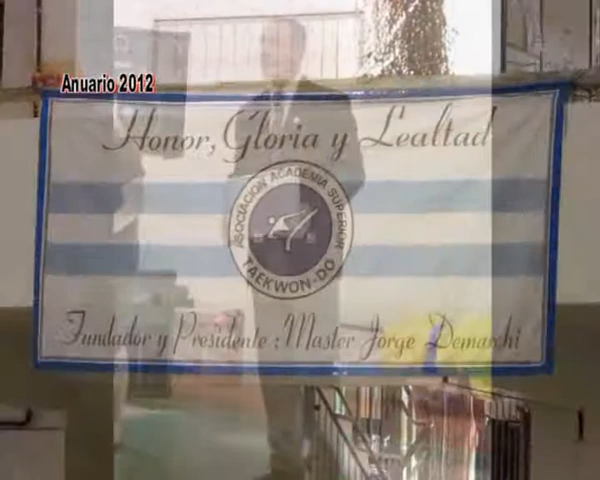 Anuario 2012
Honor, Gloria y Lealtad
ASOCIACION ACADEMIA SUPERIOR
TAEKWON-DO
Fundador y Presidente : Master Jorge Demarchi